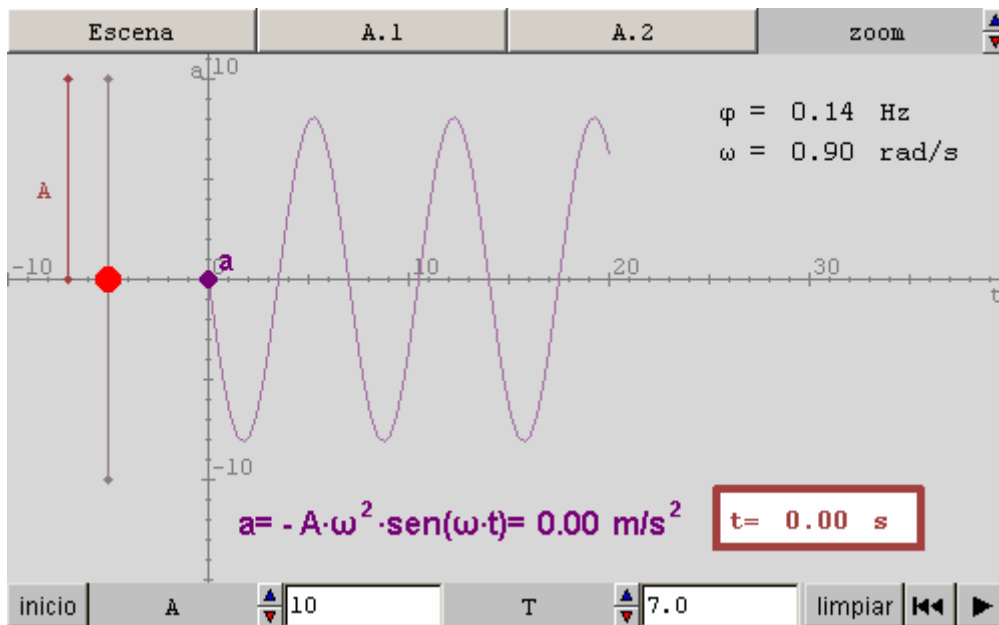 Escena A.1 A.2 zoom
a 10
φ = 0.14 Hz
ω = 0.90 rad/s
A
a
-10 0 10 20 30
t
-10
a= - A·ω²·sen(ω·t)= 0.00 m/s²
t= 0.00 s
inicio A 10 T 7.0 limpiar